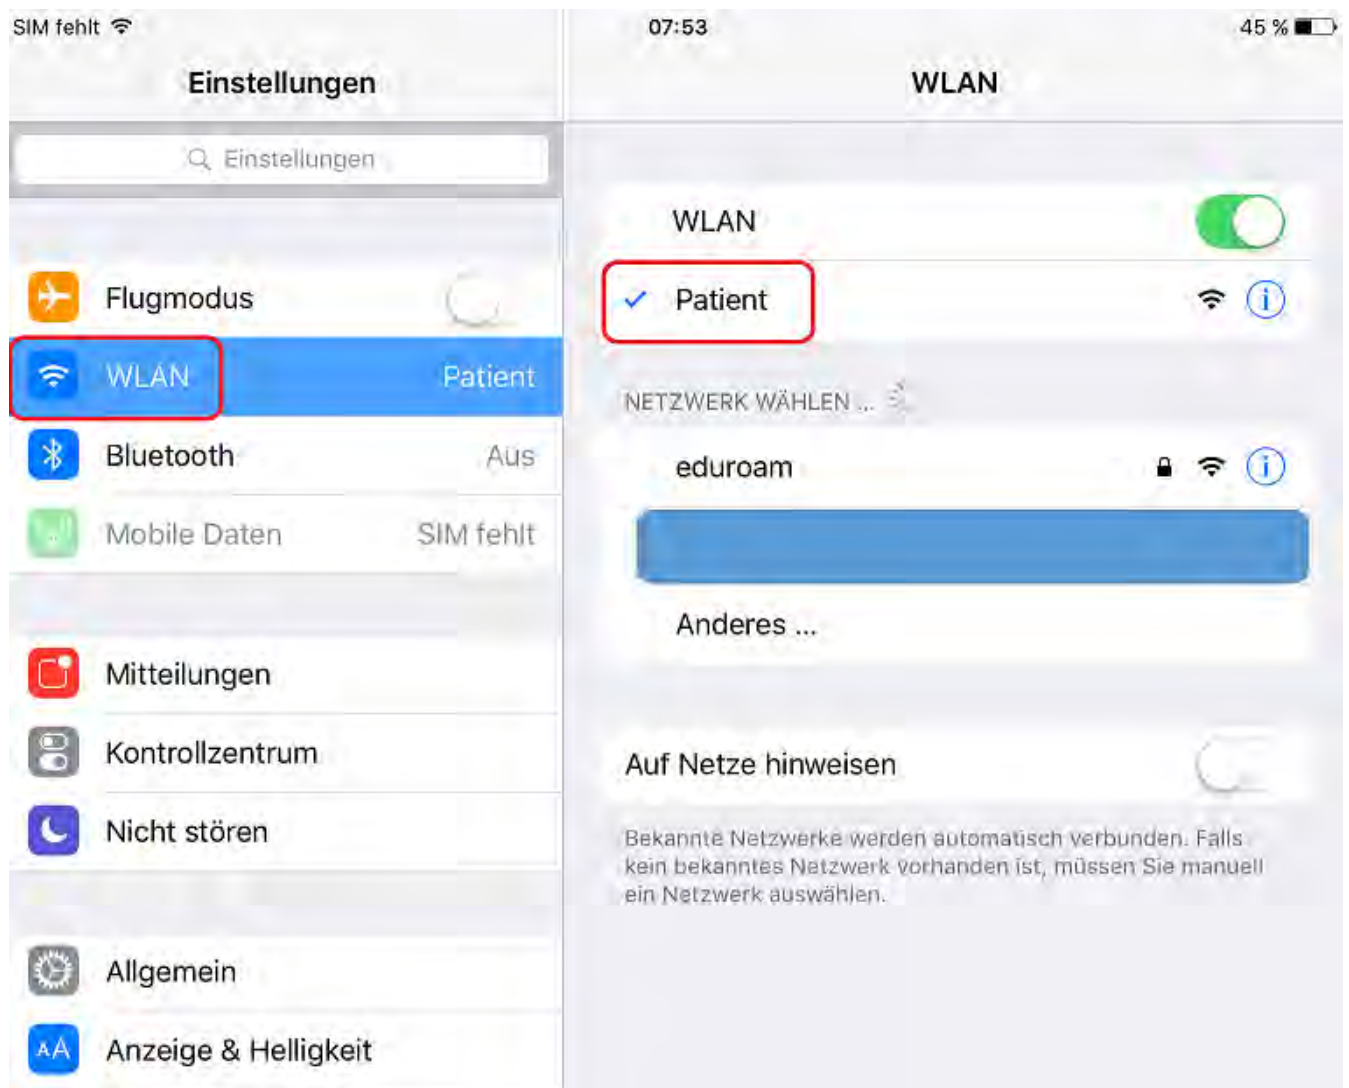 SIM fehlt
07:53
45 %
Einstellungen
WLAN
Einstellungen
Flugmodus
WLAN Patient
Bluetooth Aus
Mobile Daten SIM fehlt
Mitteilungen
Kontrollzentrum
Nicht stören
Allgemein
AA Anzeige & Helligkeit
WLAN
Patient
NETZWERK WÄHLEN ...
eduroam
Anderes ...
Auf Netze hinweisen
Bekannte Netzwerke werden automatisch verbunden. Falls
kein bekanntes Netzwerk vorhanden ist, müssen Sie manuell
ein Netzwerk auswählen.